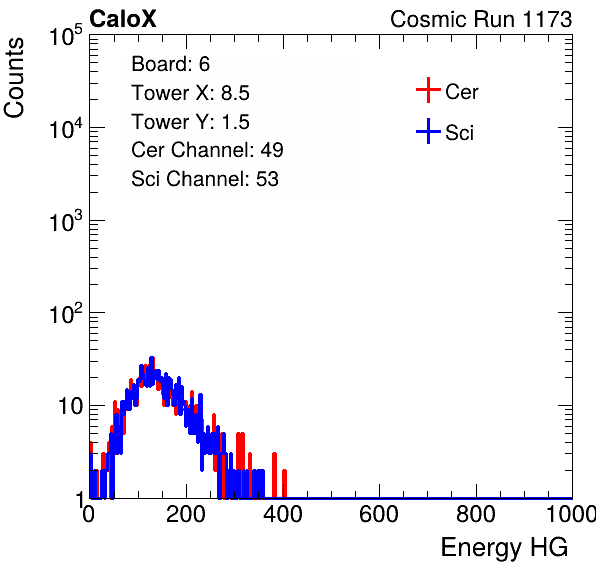 CaloX Cosmic Run 1173
Counts
10^5
10^4
10^3
10^2
10
1
Board: 6
Tower X: 8.5
Tower Y: 1.5
Cer Channel: 49
Sci Channel: 53
Cer
Sci
0 200 400 600 800 1000
Energy HG